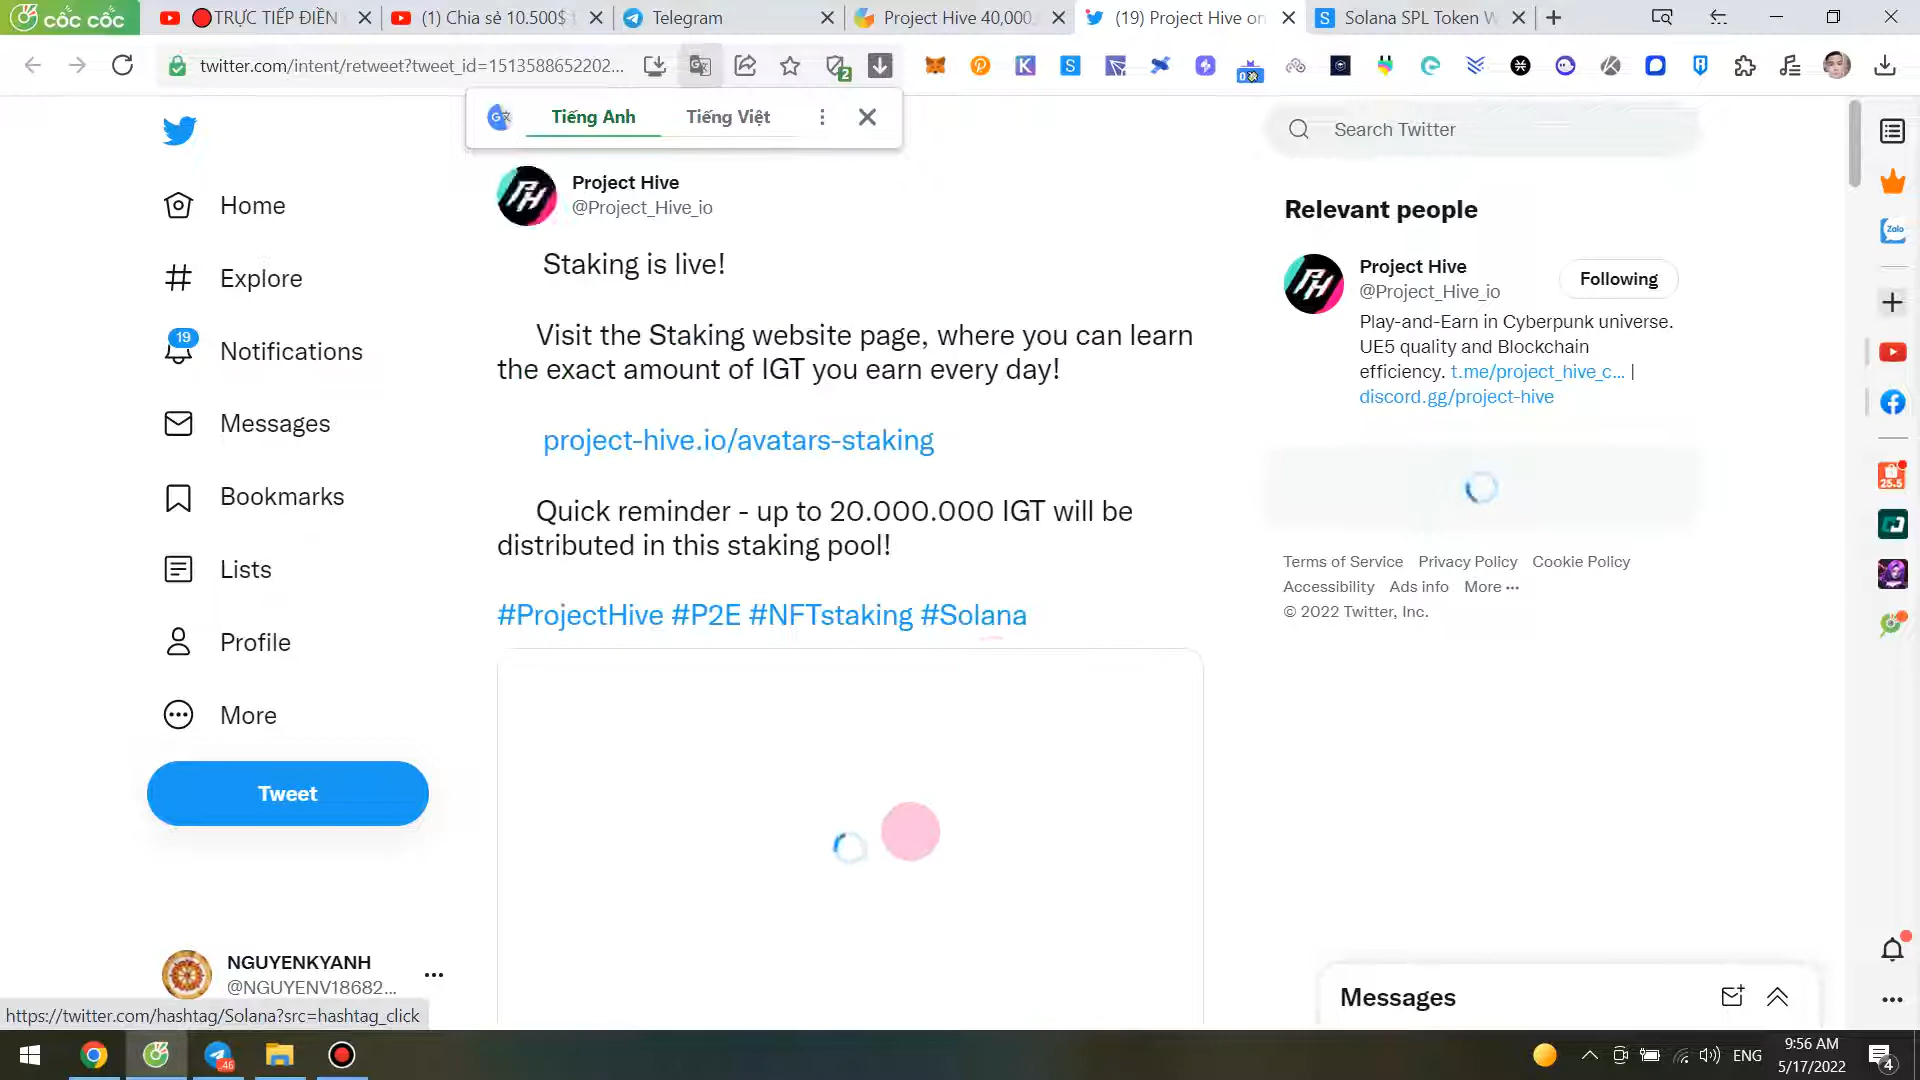 cốc cốc
TRỰC TIẾP ĐIỀN
(1) Chia sẻ 10.500$
Telegram
Project Hive 40,000
(19) Project Hive on
Solana SPL Token W
twitter.com/intent/retweet?tweet_id=1513588652202...
2
Tiếng Anh
Tiếng Việt
Search Twitter
Home
Explore
19
Notifications
Messages
Bookmarks
Lists
Profile
More
Tweet
NGUYENKYANH
@NGUYENV18682...
https://twitter.com/hashtag/Solana?src=hashtag_click
Project Hive
@Project_Hive_io
Staking is live!
Visit the Staking website page, where you can learn
the exact amount of IGT you earn every day!
project-hive.io/avatars-staking
Quick reminder - up to 20.000.000 IGT will be
distributed in this staking pool!
#ProjectHive #P2E #NFTstaking #Solana
Relevant people
Project Hive
@Project_Hive_io
Following
Play-and-Earn in Cyberpunk universe.
UE5 quality and Blockchain
efficiency. t.me/project_hive_c... |
discord.gg/project-hive
Terms of Service Privacy Policy Cookie Policy
Accessibility Ads info More ···
© 2022 Twitter, Inc.
Messages
Zalo
25.5
46
ENG
9:56 AM
5/17/2022
4